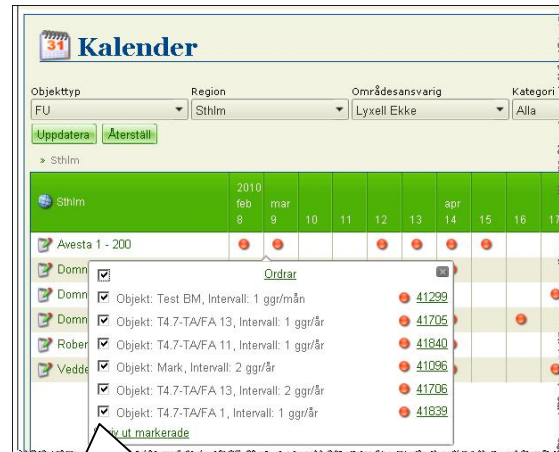 31 Kalender
Objekttyp Region Områdesansvarig Kategori
FU Sthlm Lyxell Ekke Alla
Uppdatera Återställ
» Sthlm
2010
Sthlm feb mar apr
8 9 10 11 12 13 14 15 16 17
Avesta 1 - 200
Domn
Ordrar
Objekt: Test BM, Intervall: 1 ggr/mån 41299
Domn
Objekt: T4.7-TA/FA 13, Intervall: 1 ggr/år 41705
Domn
Objekt: T4.7-TA/FA 11, Intervall: 1 ggr/år 41840
Rober
Objekt: Mark, Intervall: 2 ggr/år 41096
Vedde
Objekt: T4.7-TA/FA 13, Intervall: 2 ggr/år 41706
Objekt: T4.7-TA/FA 1, Intervall: 1 ggr/år 41839
iv ut markerade